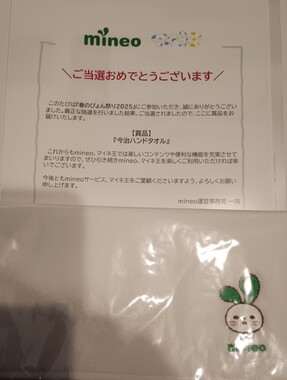 mineo
＼ご当選おめでとうございます／
このたびは「春のぴょん祭り2025」にご参加いただき、誠にありがとうござい
ました。厳正な抽選を行いました結果、ご当選されましたので、ここに賞品をお
届けいたします。
【賞品】
『今治ハンドタオル』
これからもmineo、マイネ王では楽しいコンテンツや便利な機能を充実させて
まいりますので、ぜひ引き続きmineo、マイネ王を楽しくご利用いただければ幸
いでございます。
今後ともmineoサービス、マイネ王をご愛顧くださいますよう、よろしくお願い
申し上げます。
mineo運営事務局 一同
mineo